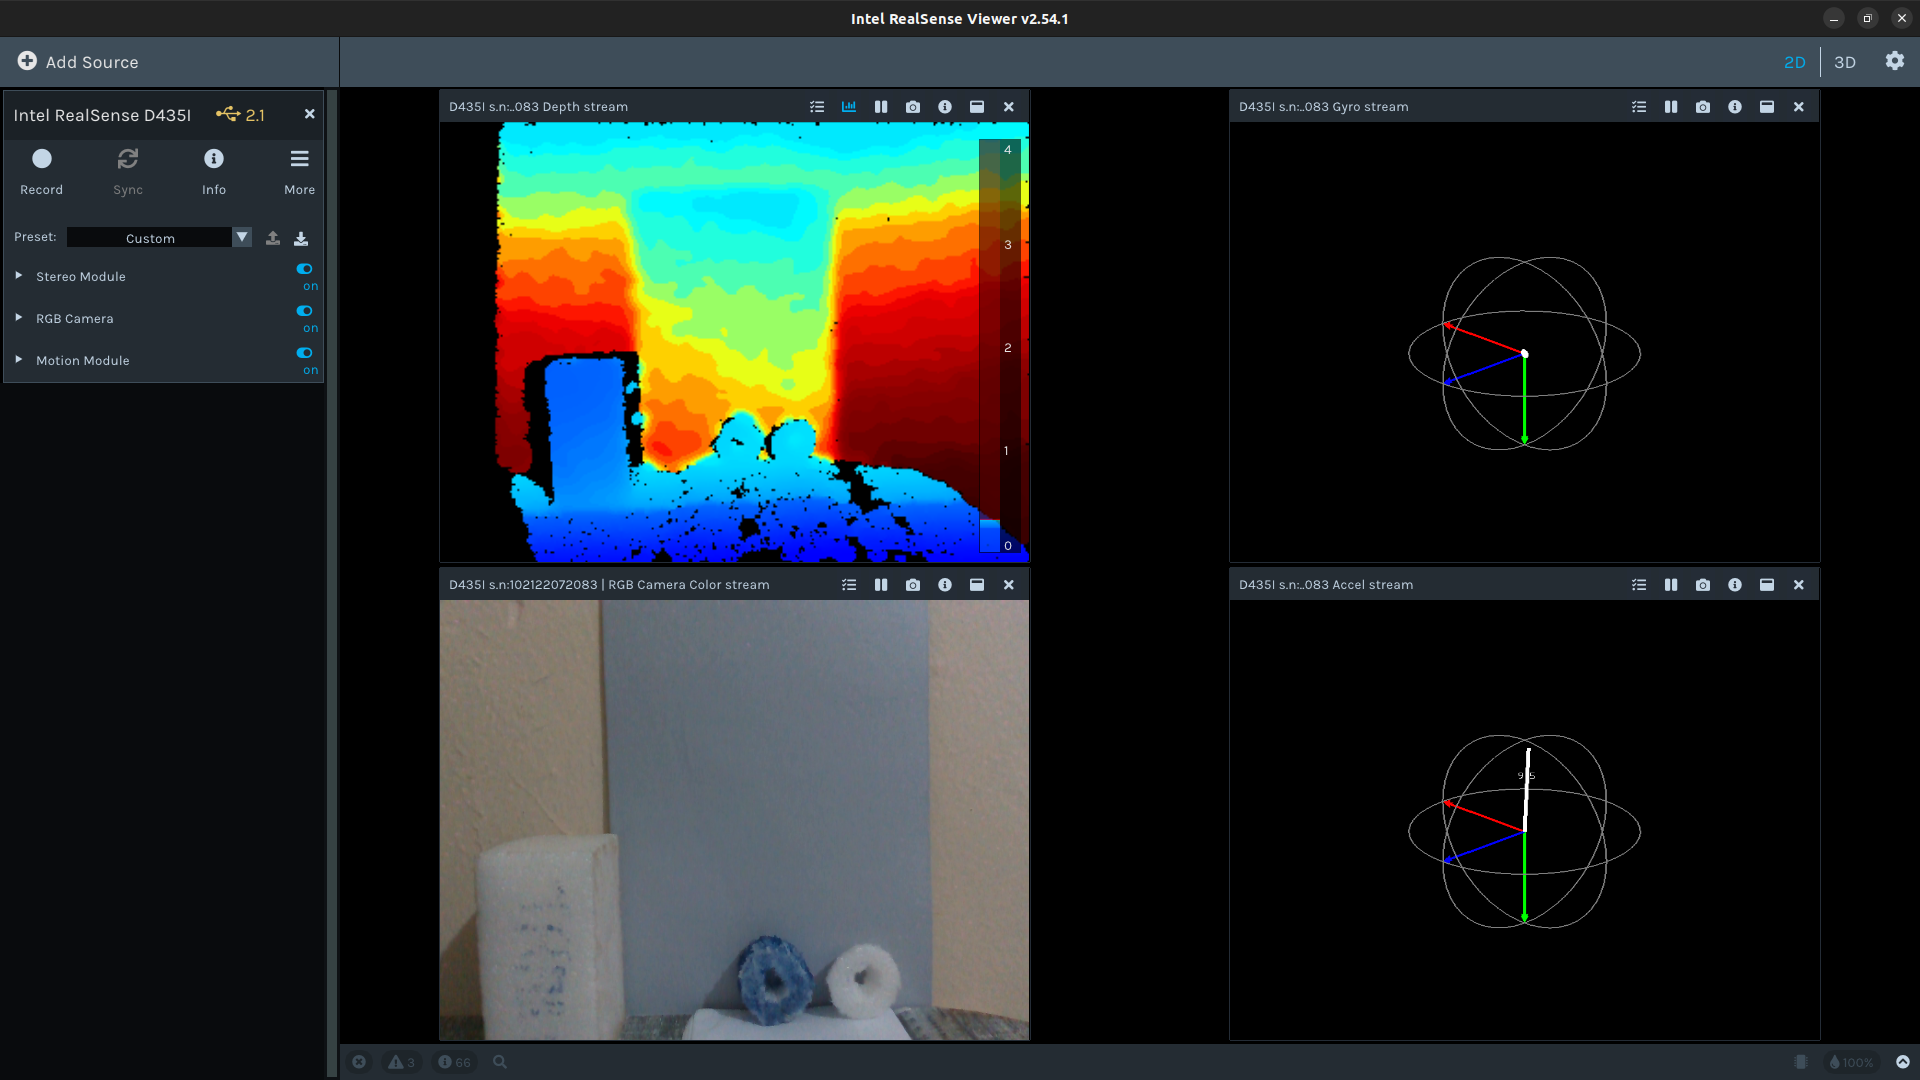 Intel RealSense Viewer v2.54.1
Add Source
2D
3D
Intel RealSense D435I
2.1
Record
Sync
Info
More
Preset:
Custom
Stereo Module
on
RGB Camera
on
Motion Module
on
D435I s.n:..083 Depth stream
4
3
2
1
0
D435I s.n:..083 Gyro stream
D435I s.n:102122072083 | RGB Camera Color stream
D435I s.n:..083 Accel stream
3
66
100%